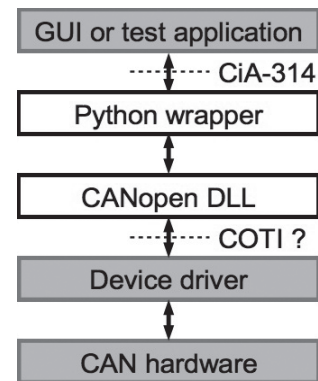 GUI or test application
CiA-314
Python wrapper
CANopen DLL
COTI ?
Device driver
CAN hardware